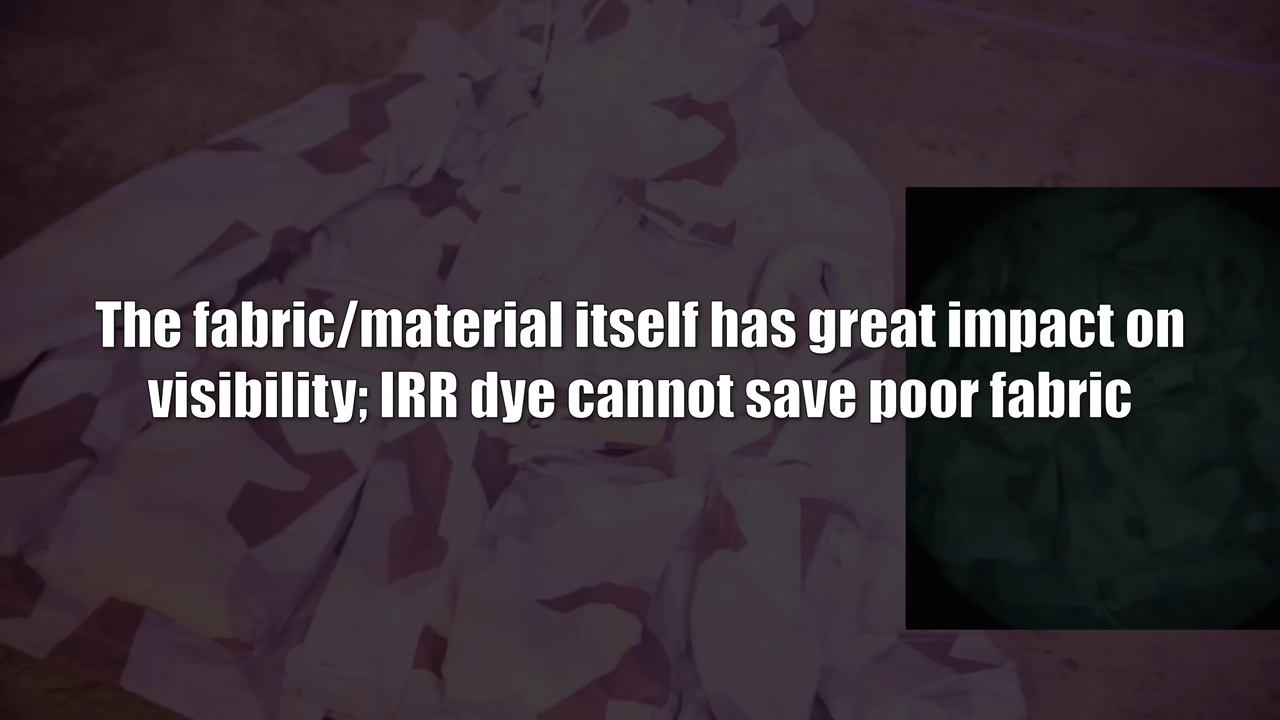 The fabric/material itself has great impact on
visibility; IRR dye cannot save poor fabric